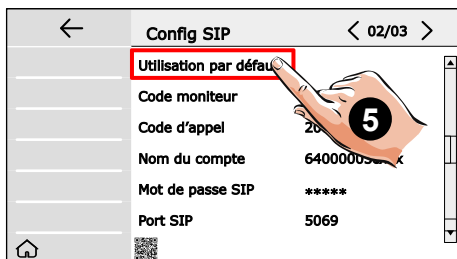 Config SIP
02/03
Utilisation par
Code moniteur
Code d'appel
Nom du compte
Mot de passe SIP *****
Port SIP 5069
5